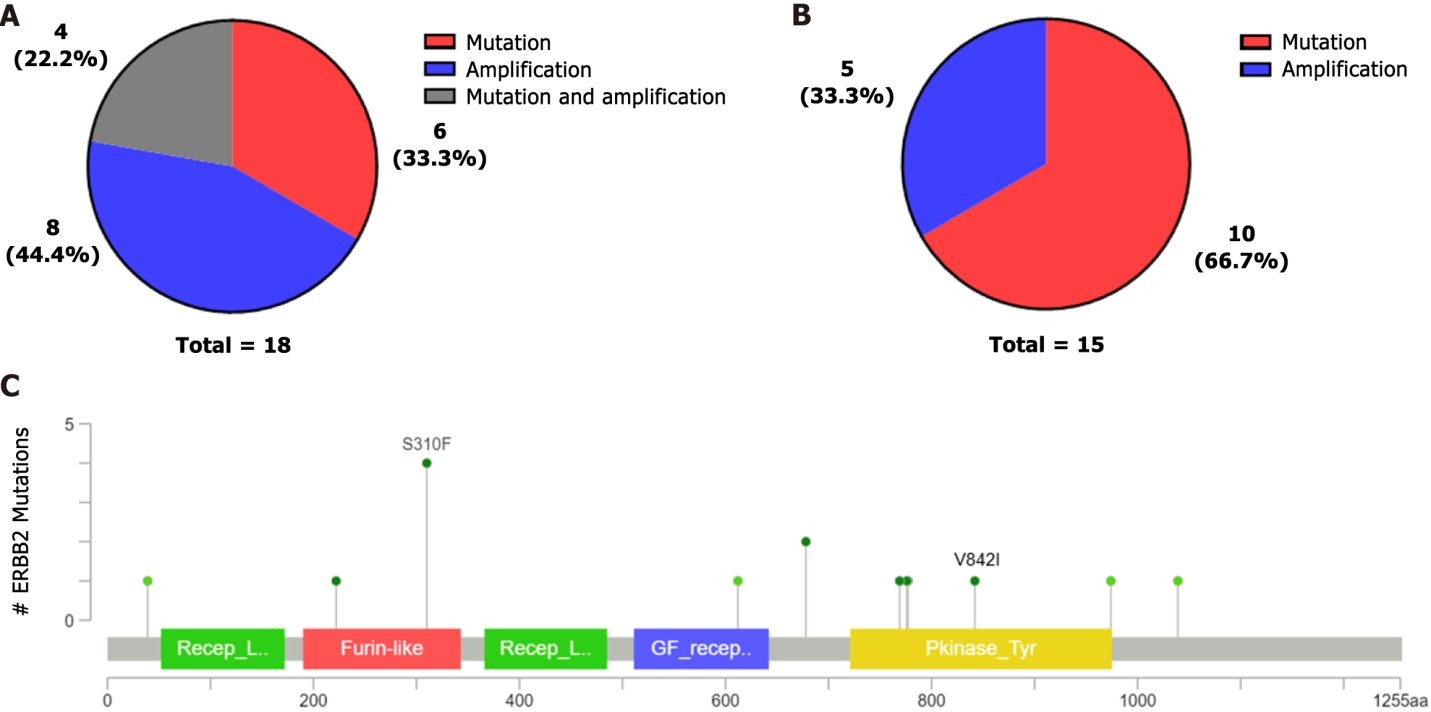 A
4
(22.2%)
8
(44.4%)
6
(33.3%)
Mutation
Amplification
Mutation and amplification
Total = 18
B
5
(33.3%)
10
(66.7%)
Mutation
Amplification
Total = 15
C
# ERBB2 Mutations
5
0
S310F
V842I
Recep_L..
Furin-like
Recep_L..
GF_recep..
Pkinase_Tyr
0
200
400
600
800
1000
1255aa